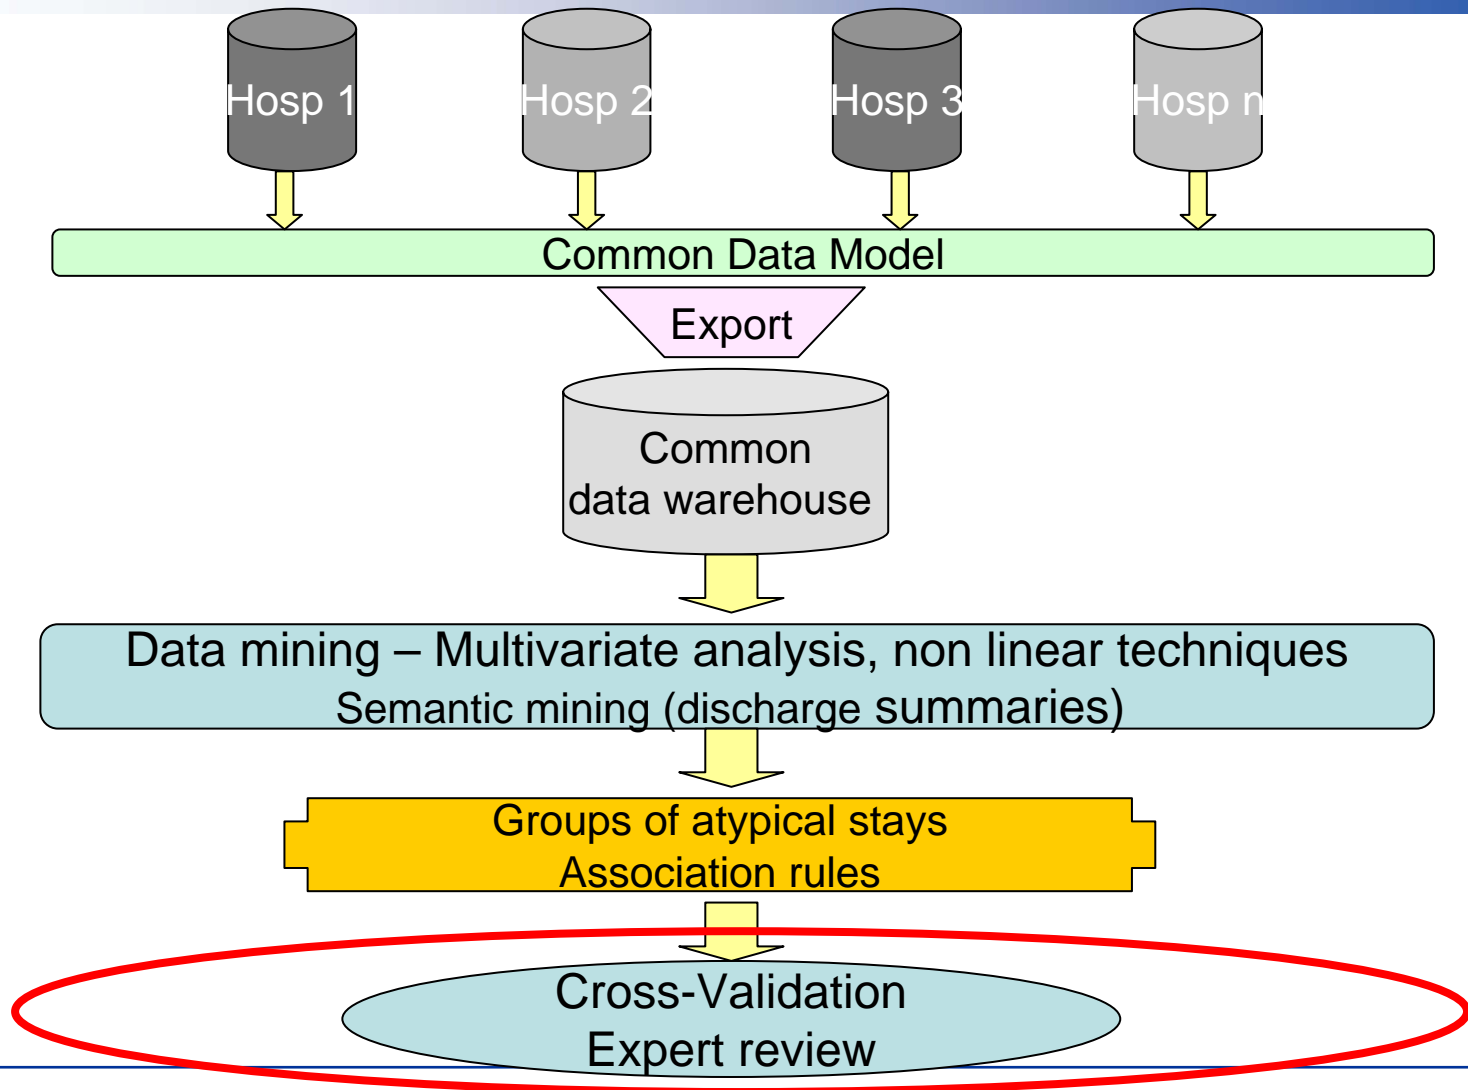 Hosp 1
Hosp 2
Hosp 3
Hosp n
Common Data Model
Export
Common
data warehouse
Data mining – Multivariate analysis, non linear techniques
Semantic mining (discharge summaries)
Groups of atypical stays
Association rules
Cross-Validation
Expert review